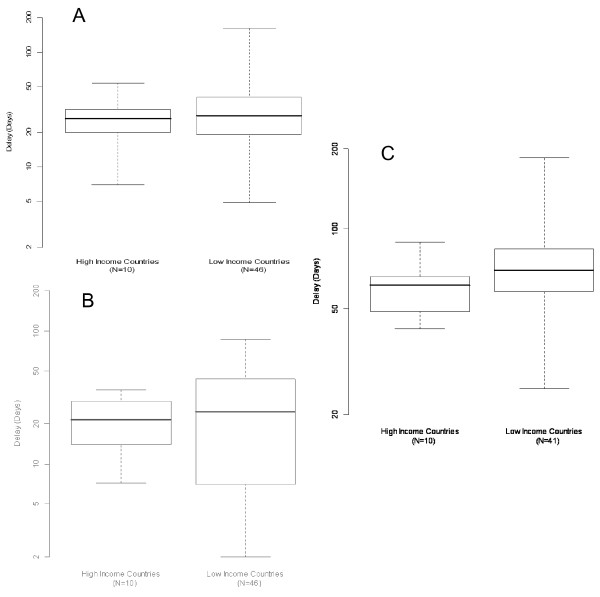 A
200
100
50
20
10
5
2
Delay (Days)
High Income Countries
(N=10)
Low Income Countries
(N=46)
B
200
100
50
20
10
5
2
Delay (Days)
High Income Countries
(N=10)
Low Income Countries
(N=46)
C
200
100
50
20
Delay (Days)
High Income Countries
(N=10)
Low Income Countries
(N=41)